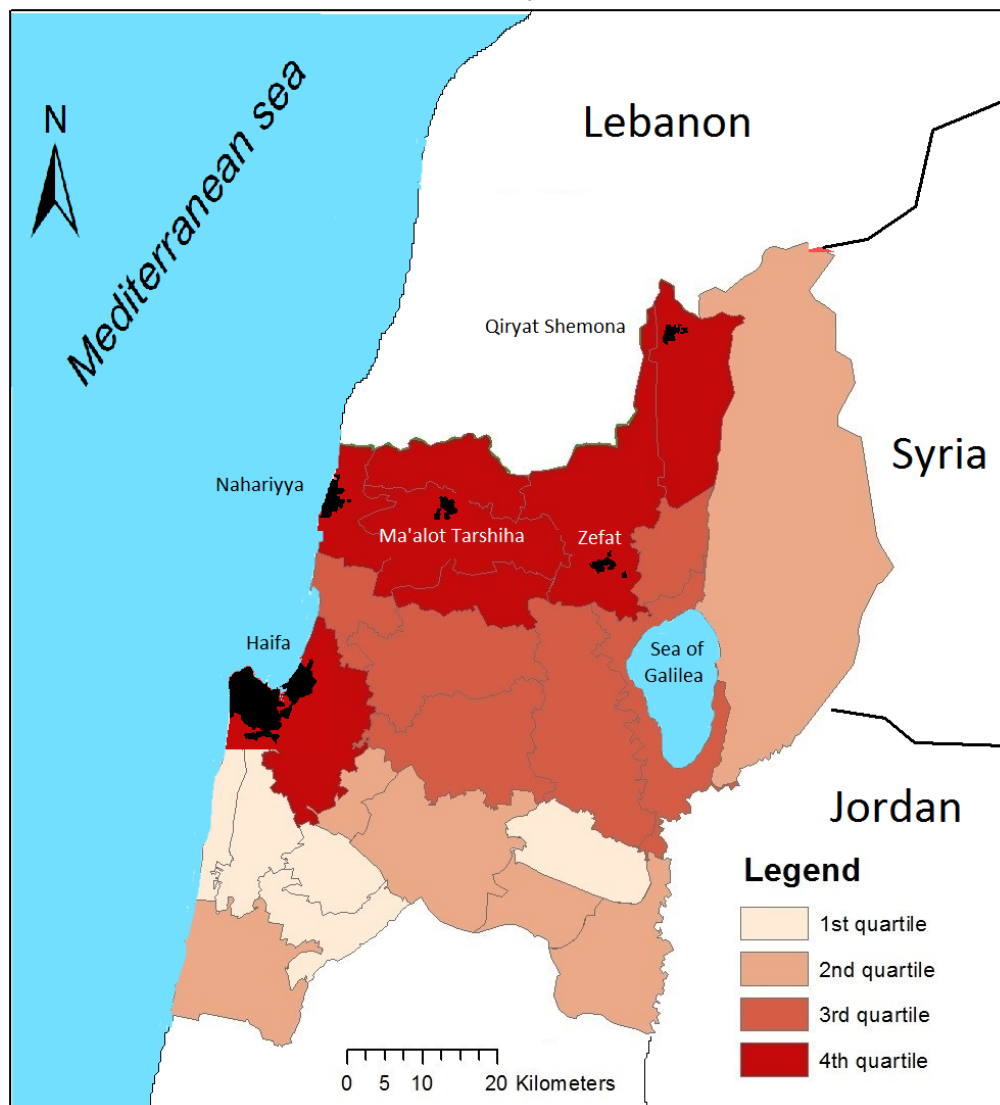 Lebanon
N
Mediterranean sea
Qiryat Shemona
Syria
Nahariyya
Ma'alot Tarshiha
Zefat
Haifa
Sea of
Galilea
Jordan
Legend
1st quartile
2nd quartile
3rd quartile
4th quartile
0 5 10 20 Kilometers